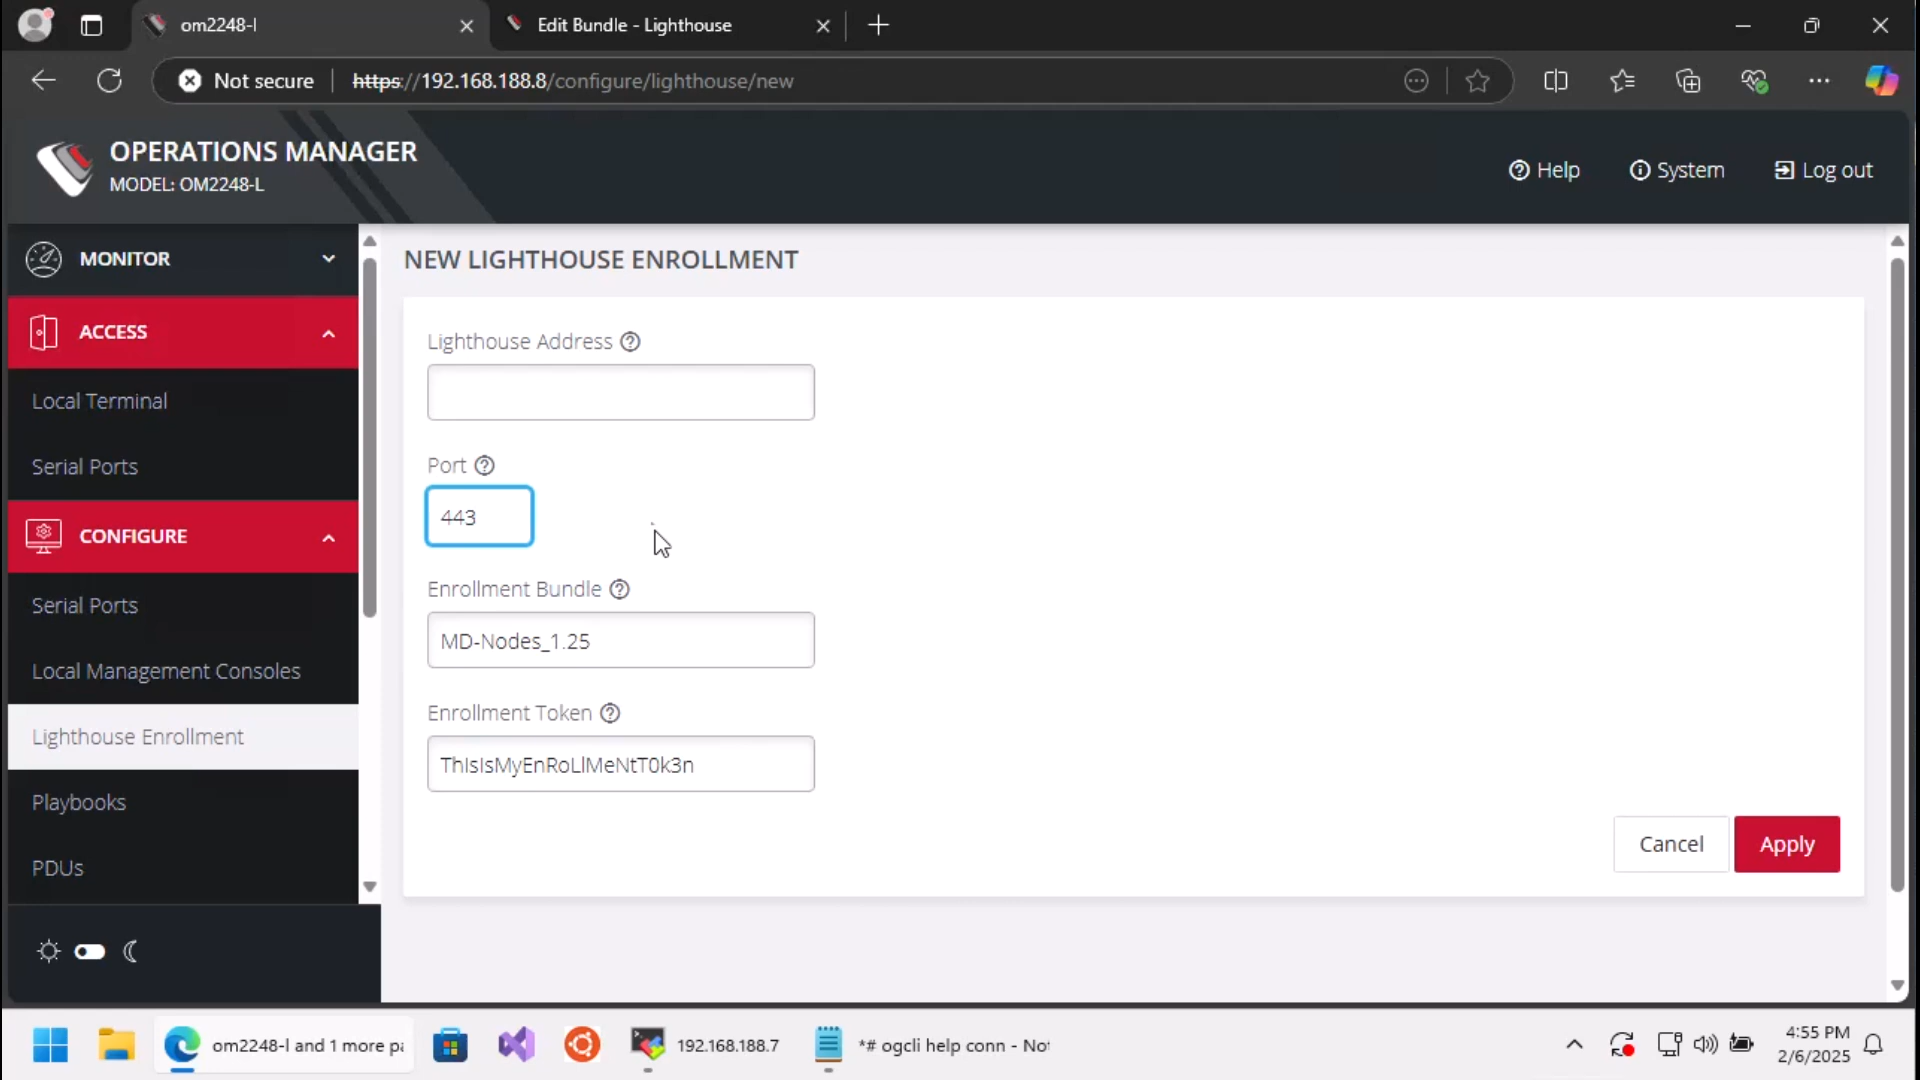 om2248-l
Edit Bundle - Lighthouse
Not secure
https://192.168.188.8/configure/lighthouse/new
OPERATIONS MANAGER
MODEL: OM2248-L
Help
System
Log out
MONITOR
ACCESS
Local Terminal
Serial Ports
CONFIGURE
Serial Ports
Local Management Consoles
Lighthouse Enrollment
Playbooks
PDUs
NEW LIGHTHOUSE ENROLLMENT
Lighthouse Address
Port
443
Enrollment Bundle
MD-Nodes_1.25
Enrollment Token
ThIsIsMyEnRoLlMeNtT0k3n
Cancel
Apply
om2248-l and 1 more pa
192.168.188.7
*# ogcli help conn - Not
4:55 PM
2/6/2025